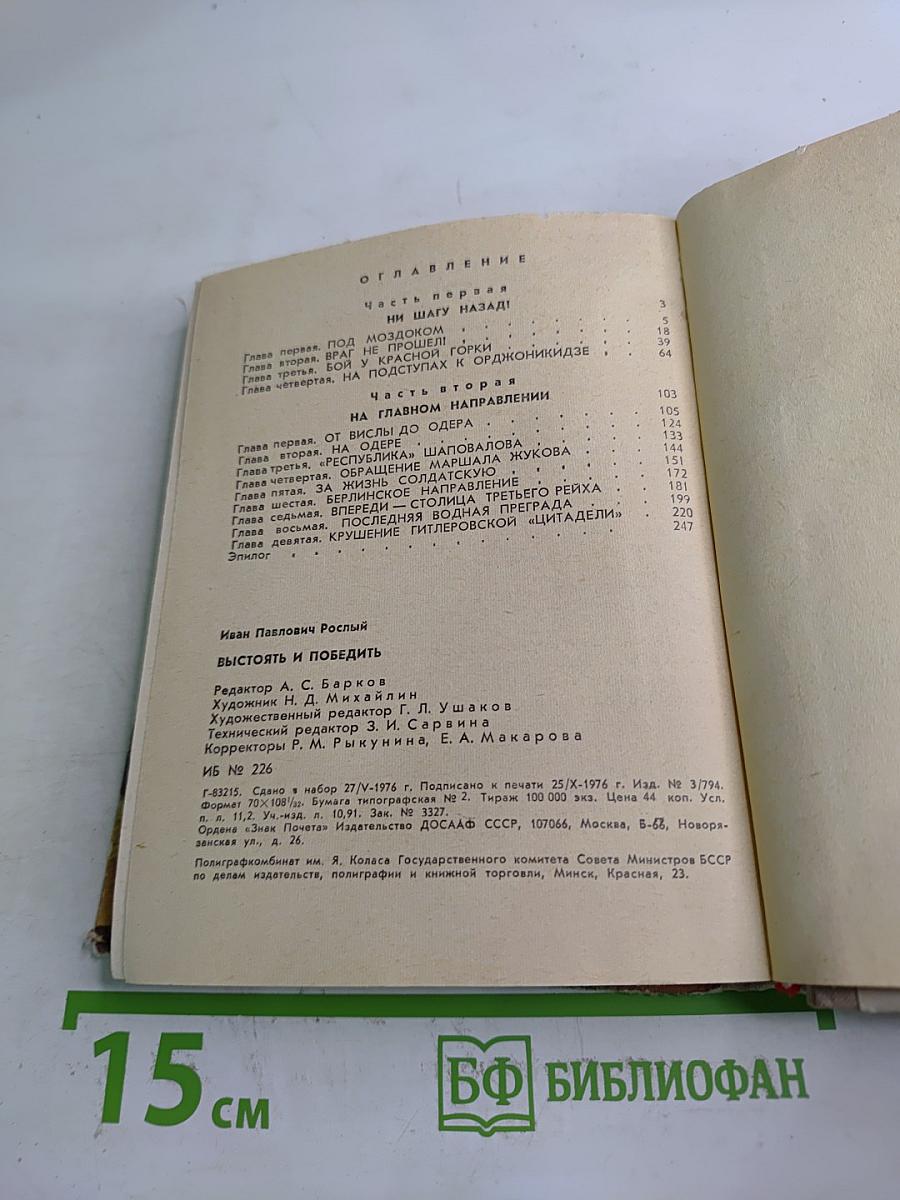 ОГЛАВЛЕНИЕ
Часть первая
НИ ШАГУ НАЗАД! 3
Глава первая. ПОД МОЗДОКОМ . . . . . . . 5
Глава вторая. ВРАГ НЕ ПРОШЕЛ! . . . . . . 18
Глава третья. БОЙ У КРАСНОЙ ГОРКИ . . . . . 39
Глава четвертая. НА ПОДСТУПАХ К ОРДЖОНИКИДЗЕ . . 64
Часть вторая
НА ГЛАВНОМ НАПРАВЛЕНИИ 103
Глава первая. ОТ ВИСЛЫ ДО ОДЕРА . . . . . . 105
Глава вторая. НА ОДЕРЕ . . . . . . . . 124
Глава третья. «РЕСПУБЛИКА» ШАПОВАЛОВА . . . . 133
Глава четвертая. ОБРАЩЕНИЕ МАРШАЛА ЖУКОВА . . . 144
Глава пятая. ЗА ЖИЗНЬ СОЛДАТСКУЮ . . . . . 151
Глава шестая. БЕРЛИНСКОЕ НАПРАВЛЕНИЕ . . . . 172
Глава седьмая. ВПЕРЕДИ — СТОЛИЦА ТРЕТЬЕГО РЕЙХА . . 181
Глава восьмая. ПОСЛЕДНЯЯ ВОДНАЯ ПРЕГРАДА . . . 199
Глава девятая. КРУШЕНИЕ ГИТЛЕРОВСКОЙ «ЦИТАДЕЛИ» . 220
Эпилог . . . . . . . . . . 247
Иван Павлович Рослый
ВЫСТОЯТЬ И ПОБЕДИТЬ
Редактор А. С. Барков
Художник Н. Д. Михайлин
Художественный редактор Г. Л. Ушаков
Технический редактор З. И. Сарвина
Корректоры Р. М. Рыкунина, Е. А. Макарова
ИБ № 226
Г-83215. Сдано в набор 27/V-1976 г. Подписано к печати 25/X-1976 г. Изд. № 3/794.
Формат 70×108¹/₃₂. Бумага типографская № 2. Тираж 100 000 экз. Цена 44 коп. Усл.
п. л. 11,2. Уч.-изд. л. 10,91. Зак. № 3327.
Ордена «Знак Почета» Издательство ДОСААФ СССР, 107066, Москва, Б-66, Новоря-
занская ул., д. 26.
Полиграфкомбинат им. Я. Коласа Государственного комитета Совета Министров БССР
по делам издательств, полиграфии и книжной торговли, Минск, Красная, 23.
15 см
БФ БИБЛИОФАН